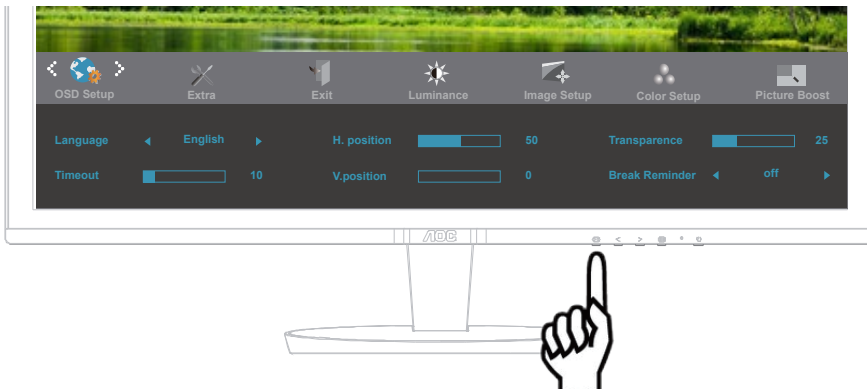 OSD Setup Extra Exit Luminance Image Setup Color Setup Picture Boost
Language English H. position 50 Transparence 25
Timeout 10 V.position 0 Break Reminder off
AOC